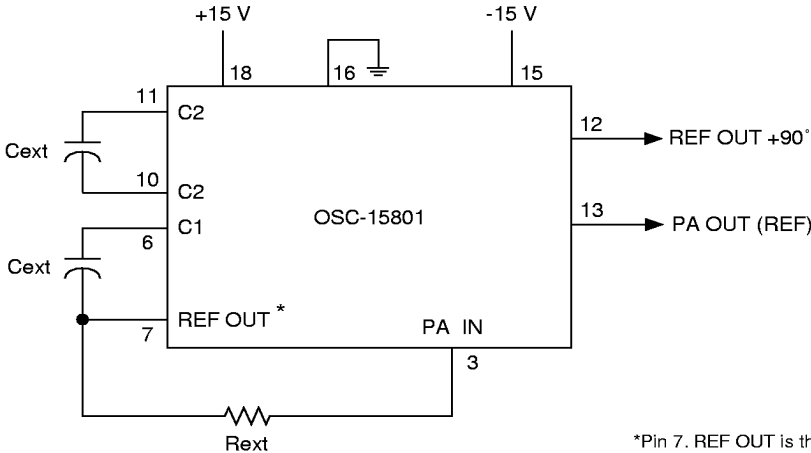 +15 V
-15 V
18
16
15
11
C2
12
REF OUT +90°
Cext
10
C2
13
OSC-15801
C1
PA OUT (REF)
6
Cext
REF OUT *
7
PA IN
3
Rext
*Pin 7. REF OUT is th